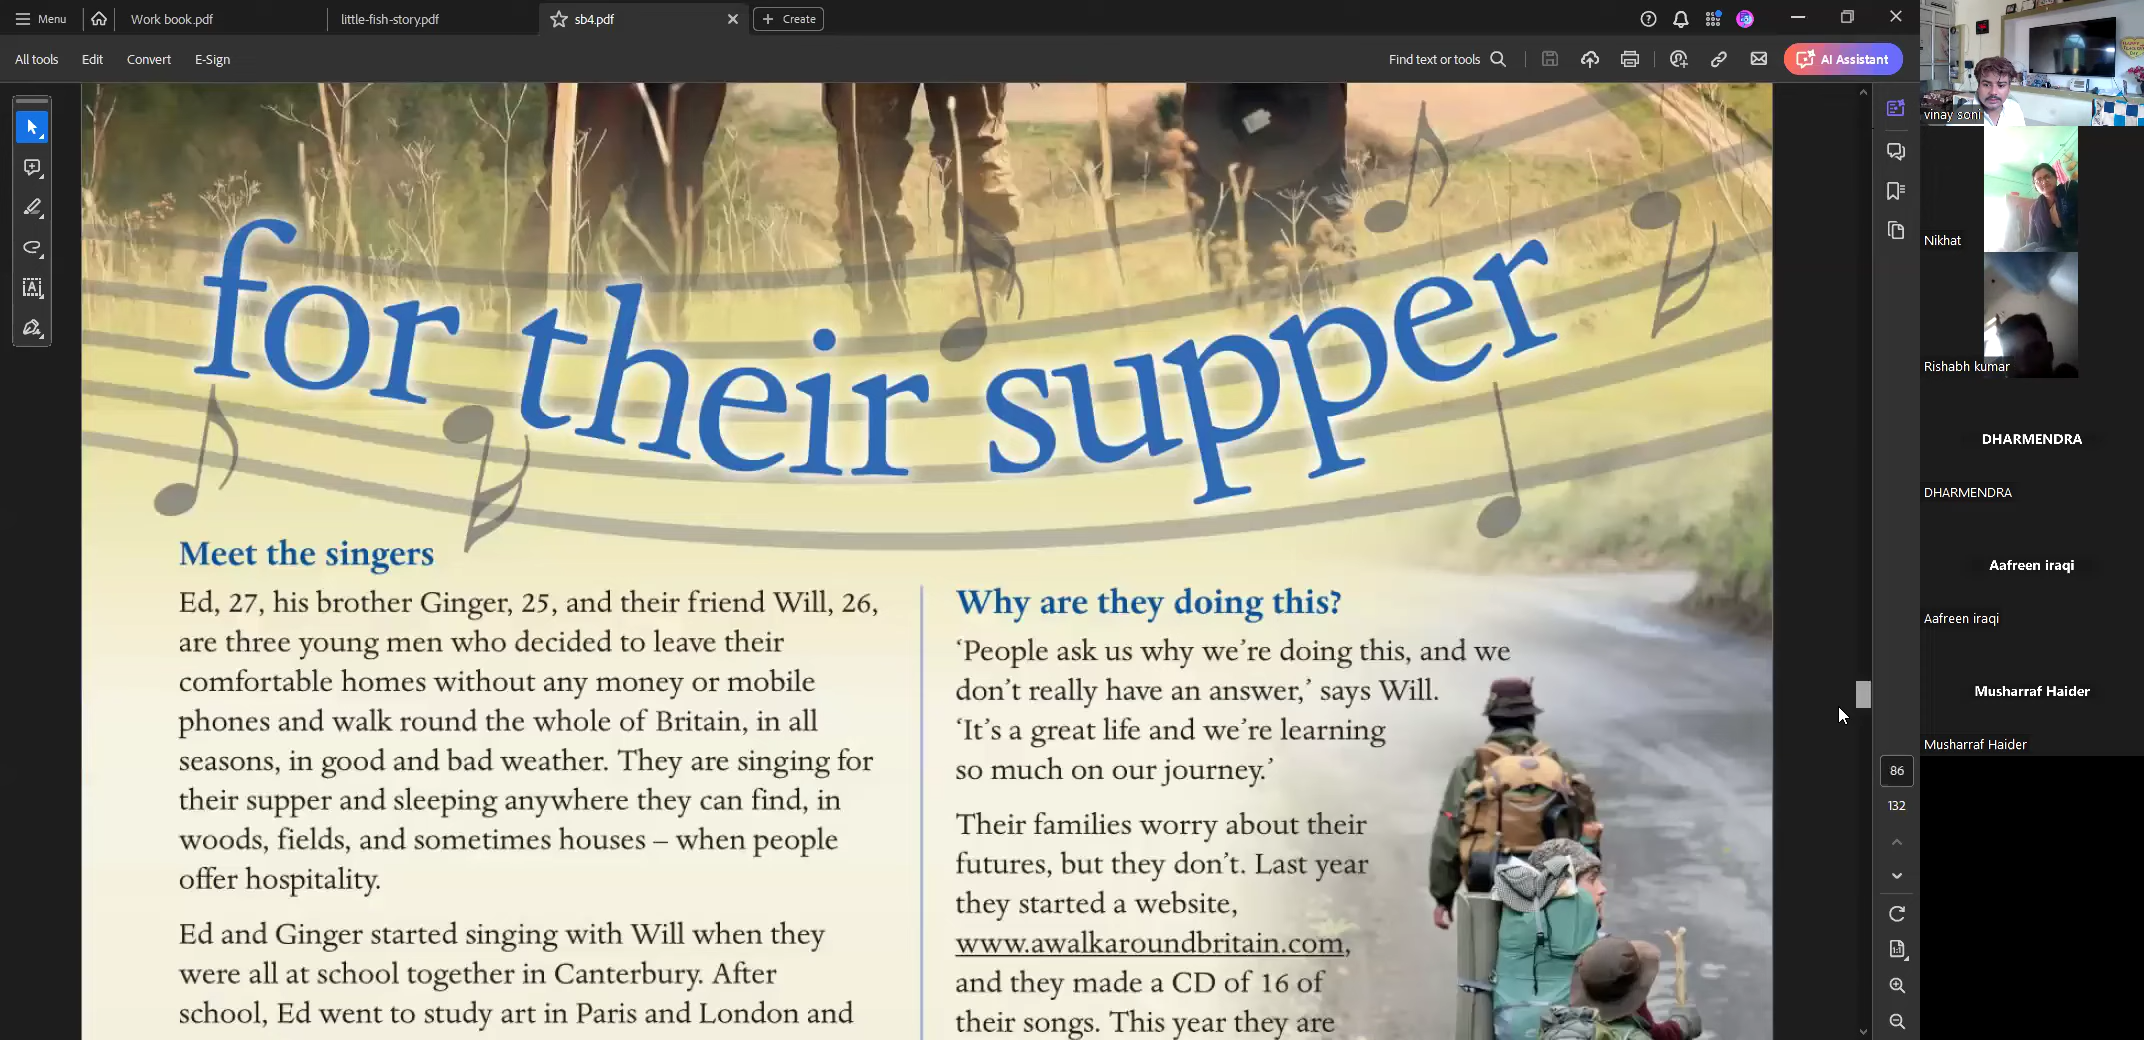 Menu
Work book.pdf
little-fish-story.pdf
sb4.pdf
Create
All tools
Edit
Convert
E-Sign
Find text or tools
AI Assistant
for their supper
Meet the singers
Ed, 27, his brother Ginger, 25, and their friend Will, 26,
are three young men who decided to leave their
comfortable homes without any money or mobile
phones and walk round the whole of Britain, in all
seasons, in good and bad weather. They are singing for
their supper and sleeping anywhere they can find, in
woods, fields, and sometimes houses – when people
offer hospitality.
Ed and Ginger started singing with Will when they
were all at school together in Canterbury. After
school, Ed went to study art in Paris and London and
Why are they doing this?
‘People ask us why we’re doing this, and we
don’t really have an answer,’ says Will.
‘It’s a great life and we’re learning
so much on our journey.’
Their families worry about their
futures, but they don’t. Last year
they started a website,
www.awalkaroundbritain.com,
and they made a CD of 16 of
their songs. This year they are
86
132
vinay soni
Nikhat
Rishabh kumar
DHARMENDRA
DHARMENDRA
Aafreen iraqi
Aafreen iraqi
Musharraf Haider
Musharraf Haider